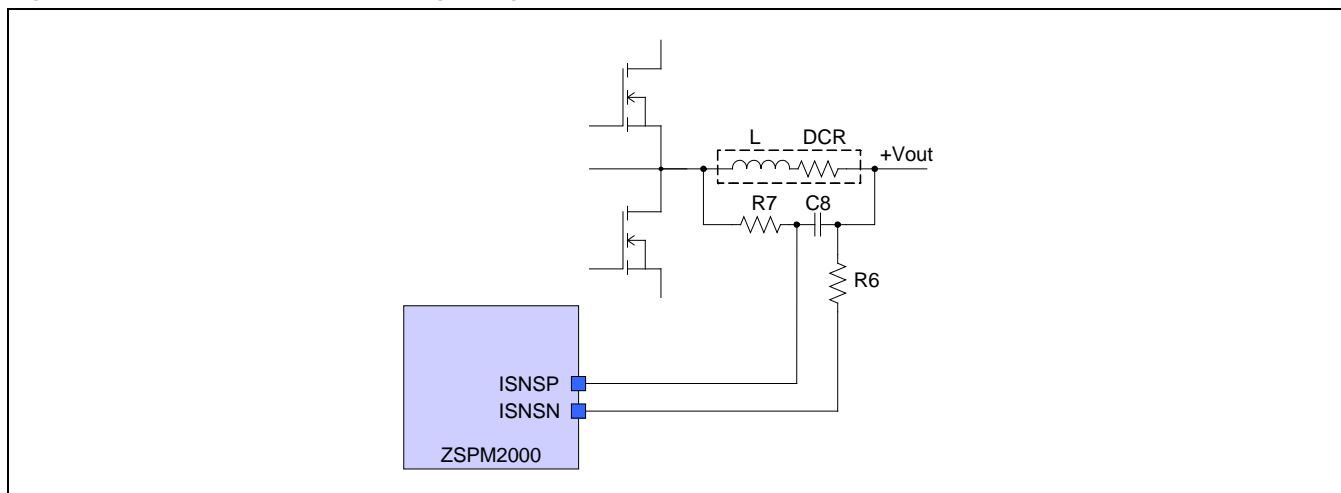 L DCR
+Vout
R7 C8
R6
ISNSP
ISNSN
ZSPM2000